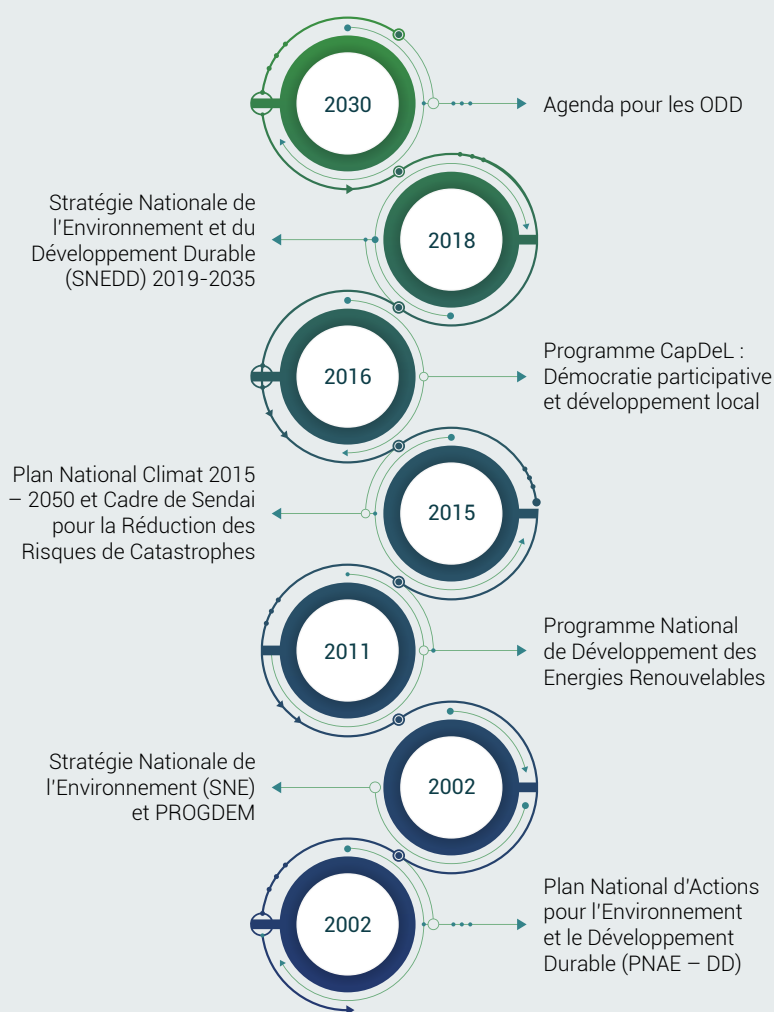 2030
Agenda pour les ODD
Stratégie Nationale de
l'Environnement et du
Développement Durable
(SNEDD) 2019-2035
2018
2016
Programme CapDeL :
Démocratie participative
et développement local
Plan National Climat 2015
– 2050 et Cadre de Sendai
pour la Réduction des
Risques de Catastrophes
2015
2011
Programme National
de Développement des
Energies Renouvelables
Stratégie Nationale de
l'Environnement (SNE)
et PROGDEM
2002
2002
Plan National d'Actions
pour l'Environnement
et le Développement
Durable (PNAE – DD)